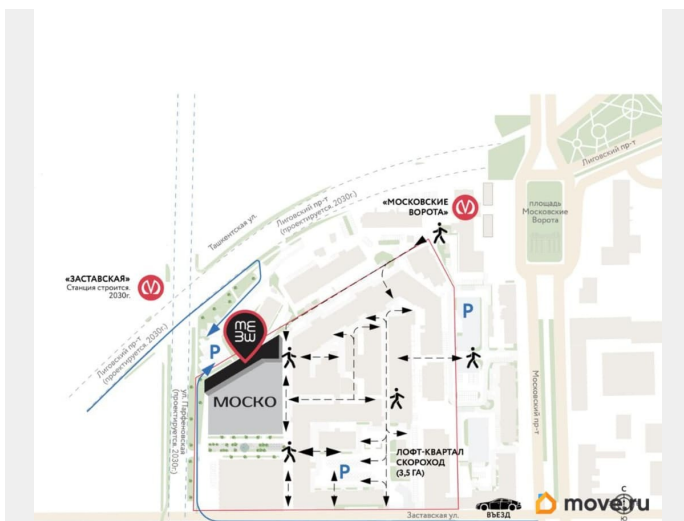 Лиговский пр-т
«МОСКОВСКИЕ
ВОРОТА»
площадь
Московские
Ворота
Ташкентская ул.
Лиговский пр-т
(проектируется, 2030г.)
«ЗАСТАВСКАЯ»
Станция строится.
2030г.
P
Лиговский пр-т
(проектируется, 2030г.)
P
МОСКО
ул. Парфёновская
(проектируется, 2030г.)
Московский пр-т
ЛОФТ-КВАРТАЛ
СКОРОХОД
(3,5 ГА)
P
Заставская ул.
ВЪЕЗД
move.ru
С
Ю